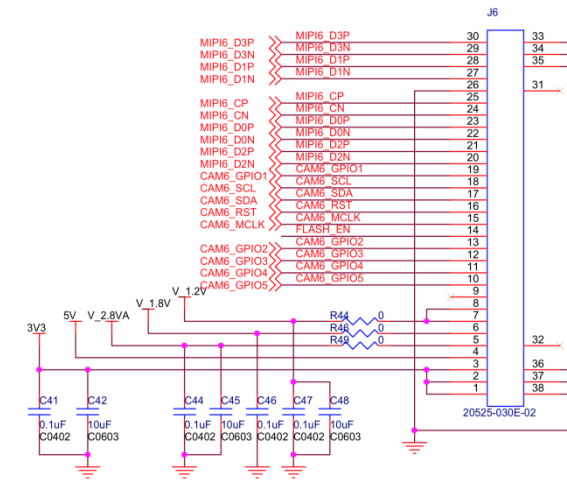 J6
MIPI6_D3P MIPI6_D3P 30 33
MIPI6_D3N MIPI6_D3N 29 34
MIPI6_D1P MIPI6_D1P 28 35
MIPI6_D1N MIPI6_D1N 27
26 31
MIPI6_CP MIPI6_CP 25
MIPI6_CN MIPI6_CN 24
MIPI6_D0P MIPI6_D0P 23
MIPI6_D0N MIPI6_D0N 22
MIPI6_D2P MIPI6_D2P 21
MIPI6_D2N MIPI6_D2N 20
CAM6_GPIO1 CAM6_GPIO1 19
CAM6_SCL CAM6_SCL 18
CAM6_SDA CAM6_SDA 17
CAM6_RST CAM6_RST 16
CAM6_MCLK CAM6_MCLK 15
FLASH_EN 14
CAM6_GPIO2 CAM6_GPIO2 13
CAM6_GPIO3 CAM6_GPIO3 12
CAM6_GPIO4 CAM6_GPIO4 11
CAM6_GPIO5 CAM6_GPIO5 10
V_1.2V 9
V_1.8V 8
5V V_2.8VA R44 0 7
3V3 R46 0 6
R49 0 5 32
4
3 36
2 37
1 38
C41 C42 C44 C45 C46 C47 C48
20525-030E-02
0.1uF 10uF 0.1uF 10uF 0.1uF 0.1uF 10uF
C0402 C0603 C0402 C0603 C0402 C0402 C0603